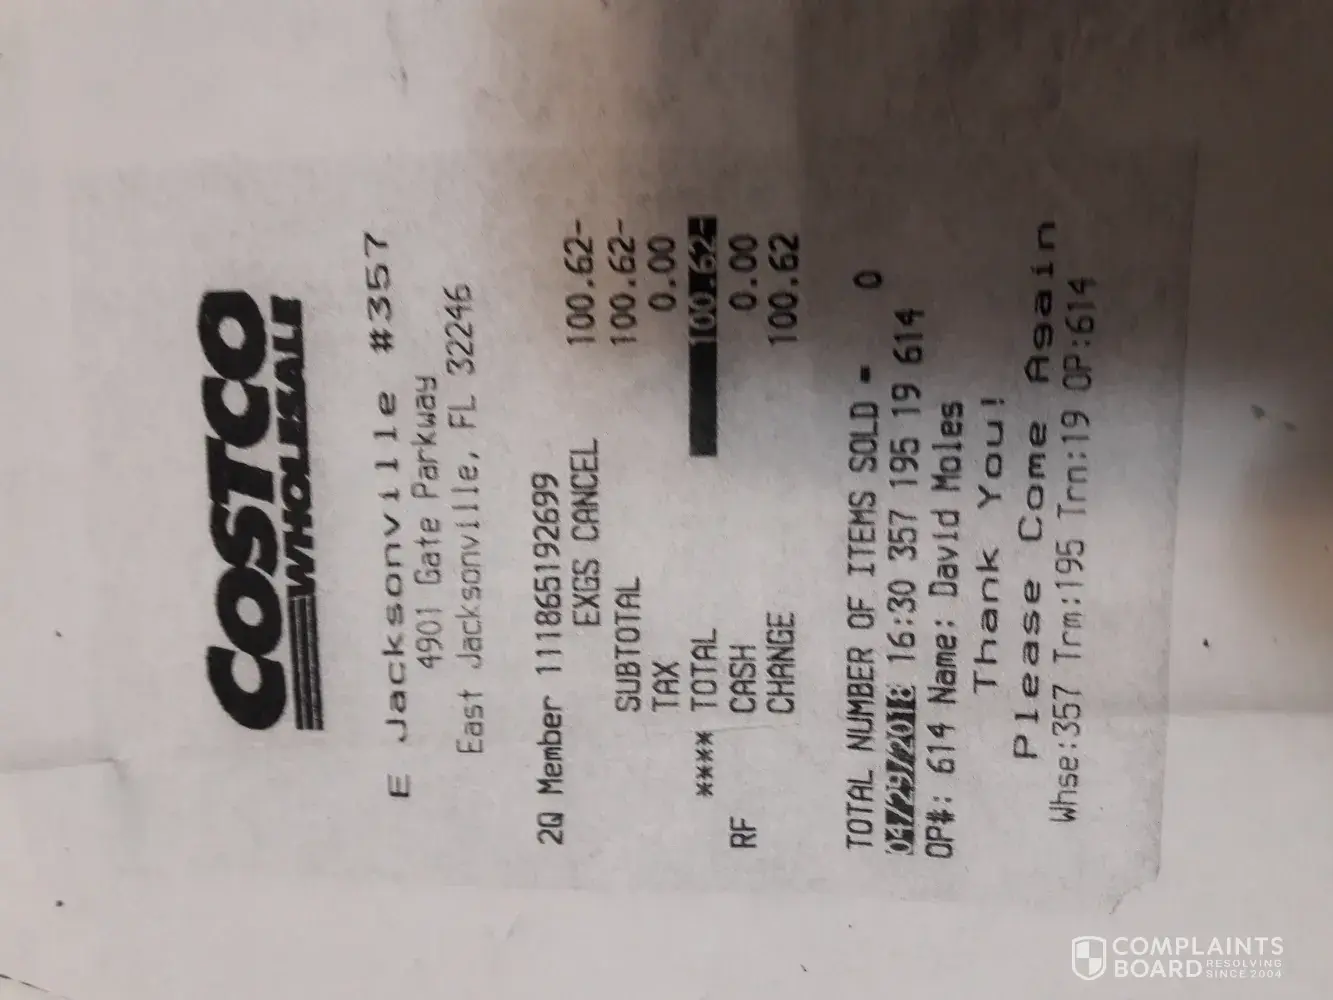 COSTCO
WHOLESALE
E Jacksonville #357
4901 Gate Parkway
East Jacksonville, FL 32246
2Q Member 111865192699
EXGS CANCEL 100.62-
SUBTOTAL 100.62-
TAX 0.00
**** TOTAL 100.62-
RF CASH 0.00
CHANGE 100.62
TOTAL NUMBER OF ITEMS SOLD = 0
04/29/2018 16:30 357 195 19 614
OP#: 614 Name: David Moles
Thank You!
Please Come Again
Whse:357 Trm:195 Trn:19 OP:614
COMPLAINTS
BOARD RESOLVING
SINCE 2004